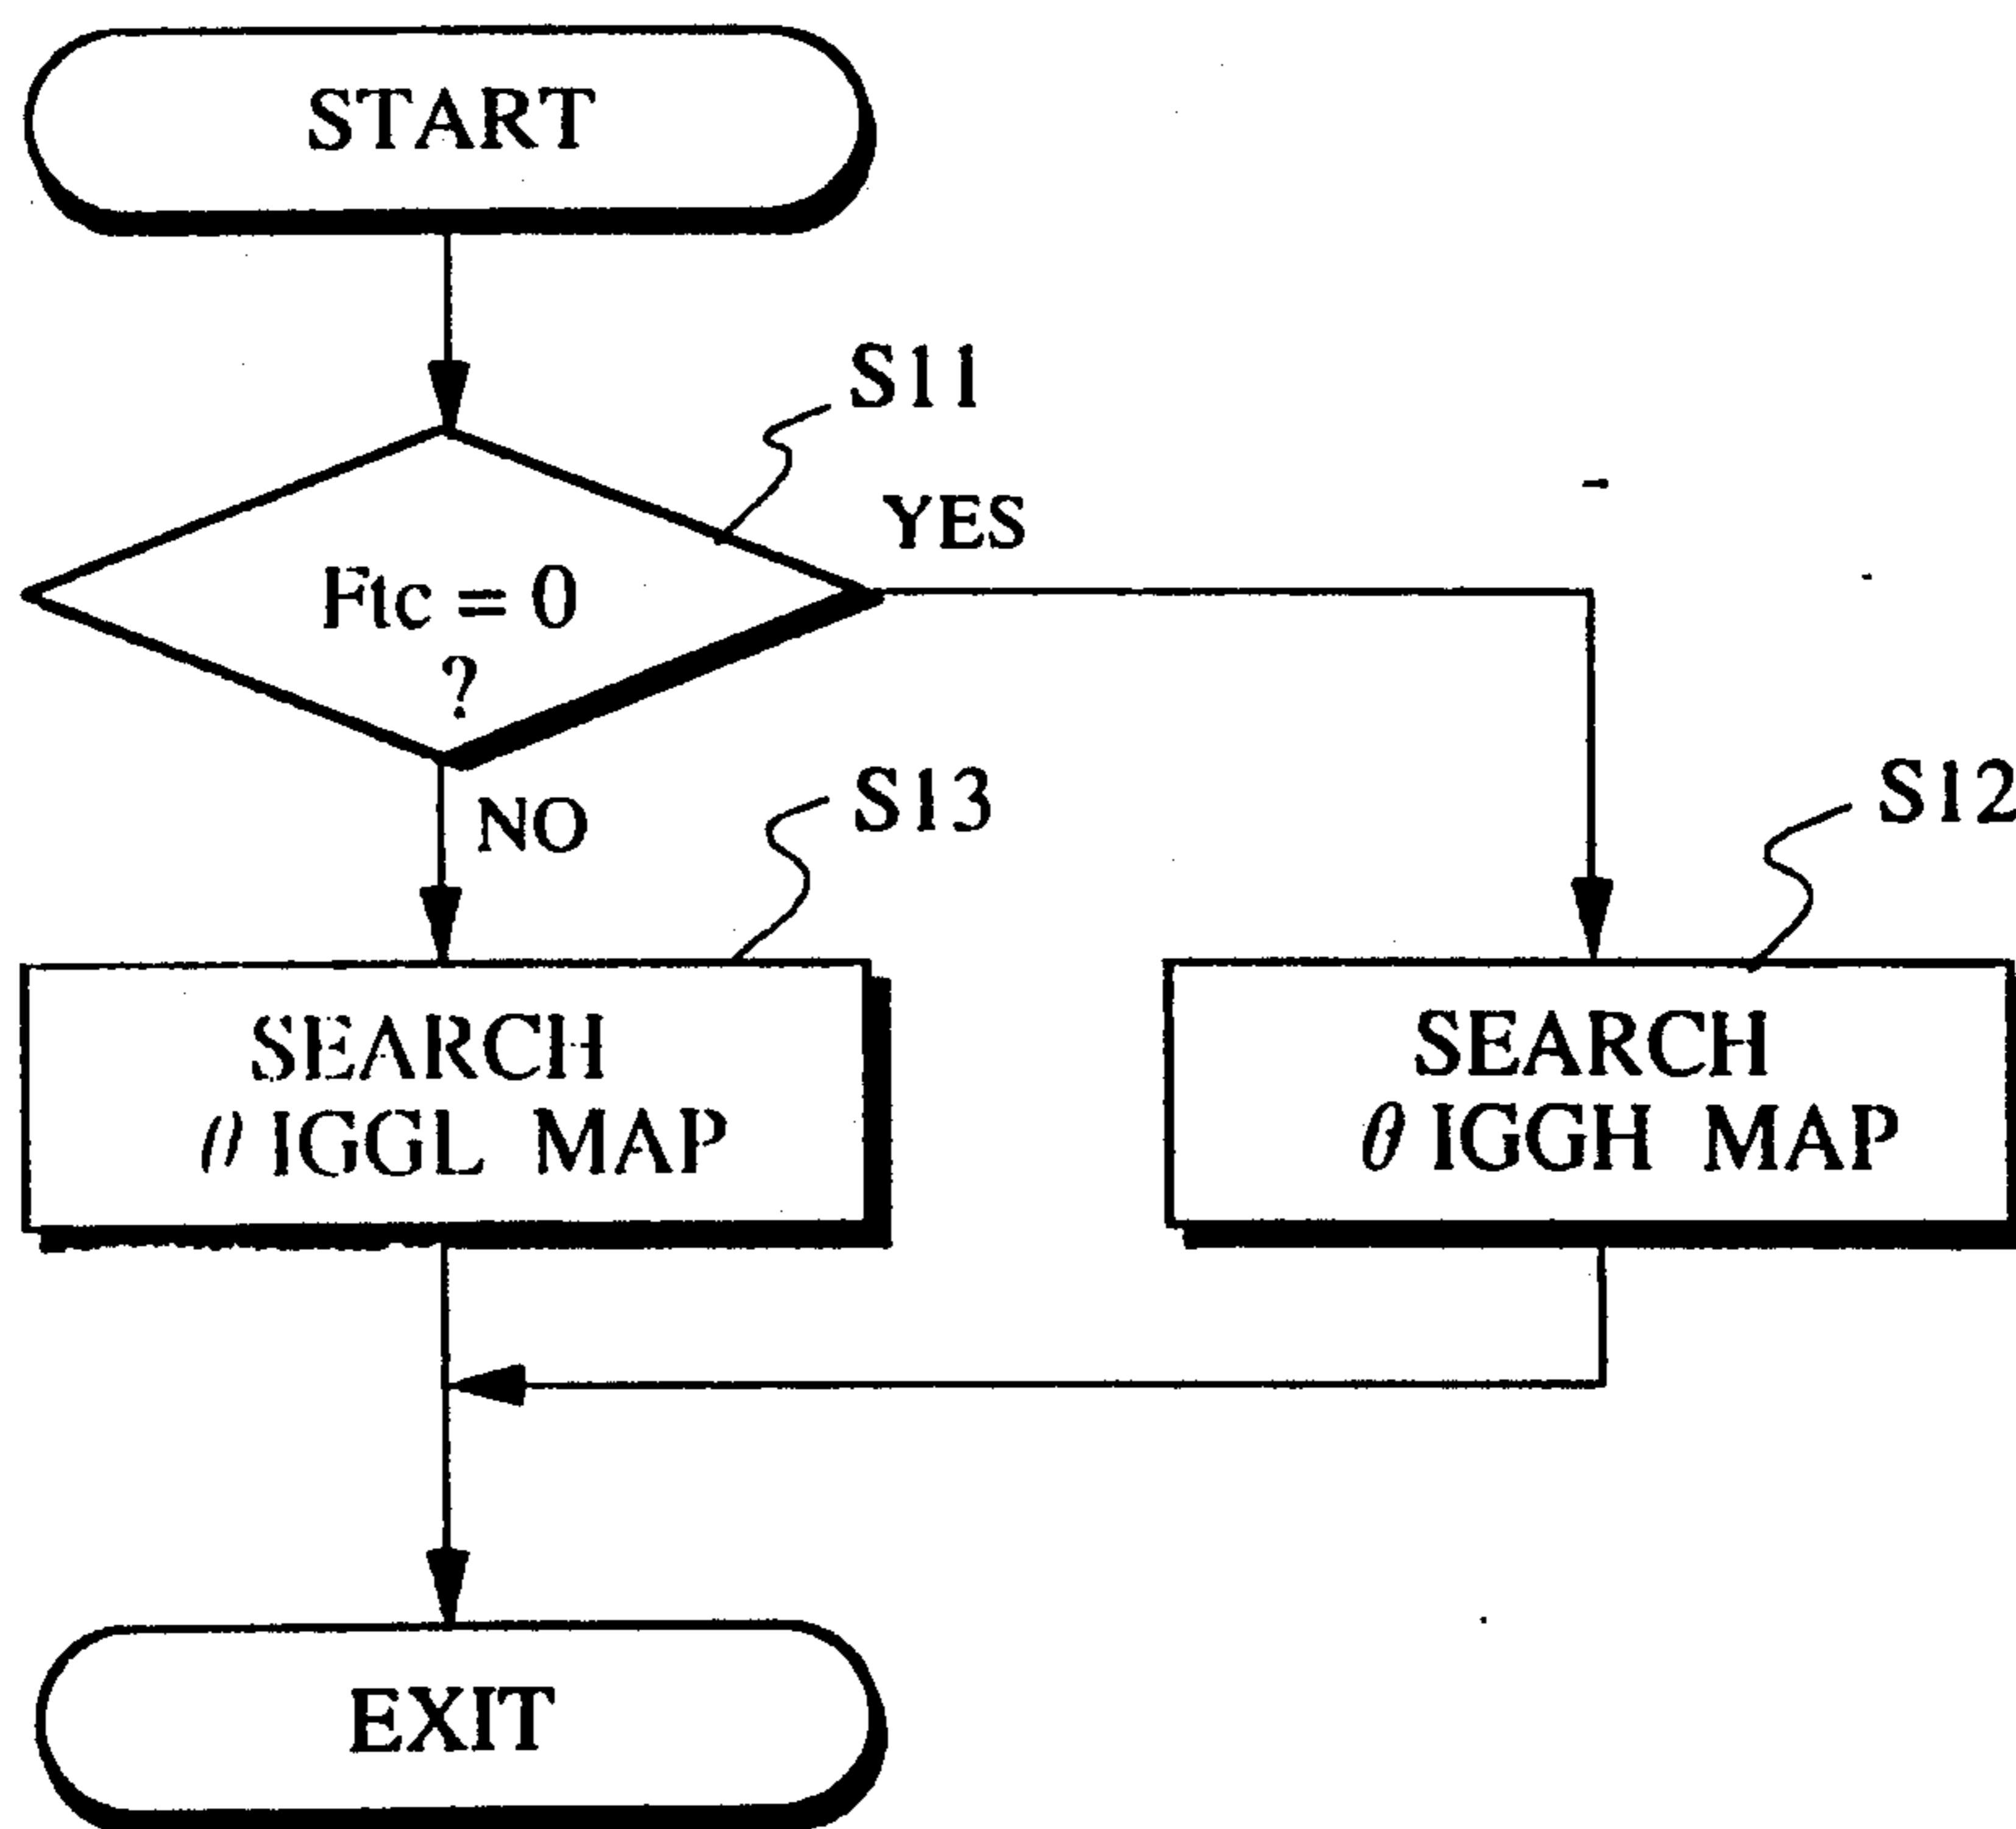 START
S11
YES
Ftc = 0
?
NO
S13
S12
SEARCH
θ IGGL MAP
SEARCH
θ IGGH MAP
EXIT